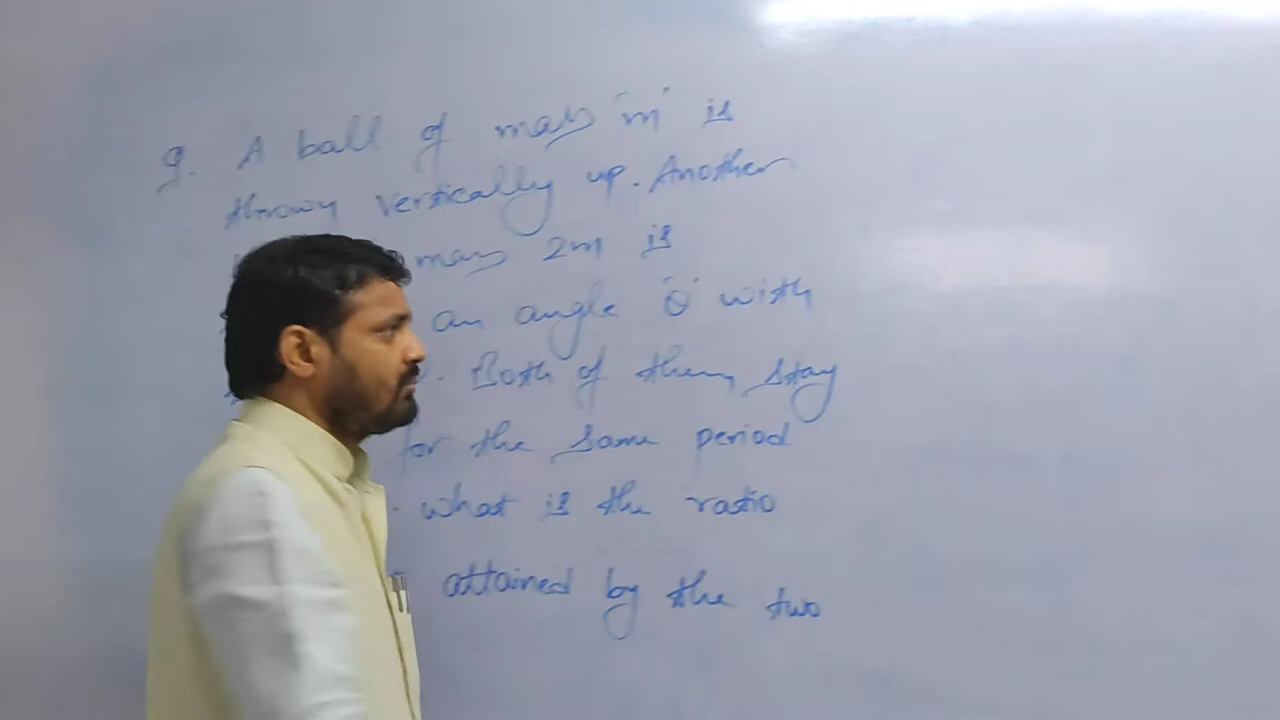 9. A ball of mass 'm' is
thrown vertically up. Another
mass 2m is
an angle 'θ' with
. Both of them stay
for the same period
. what is the ratio
attained by the two